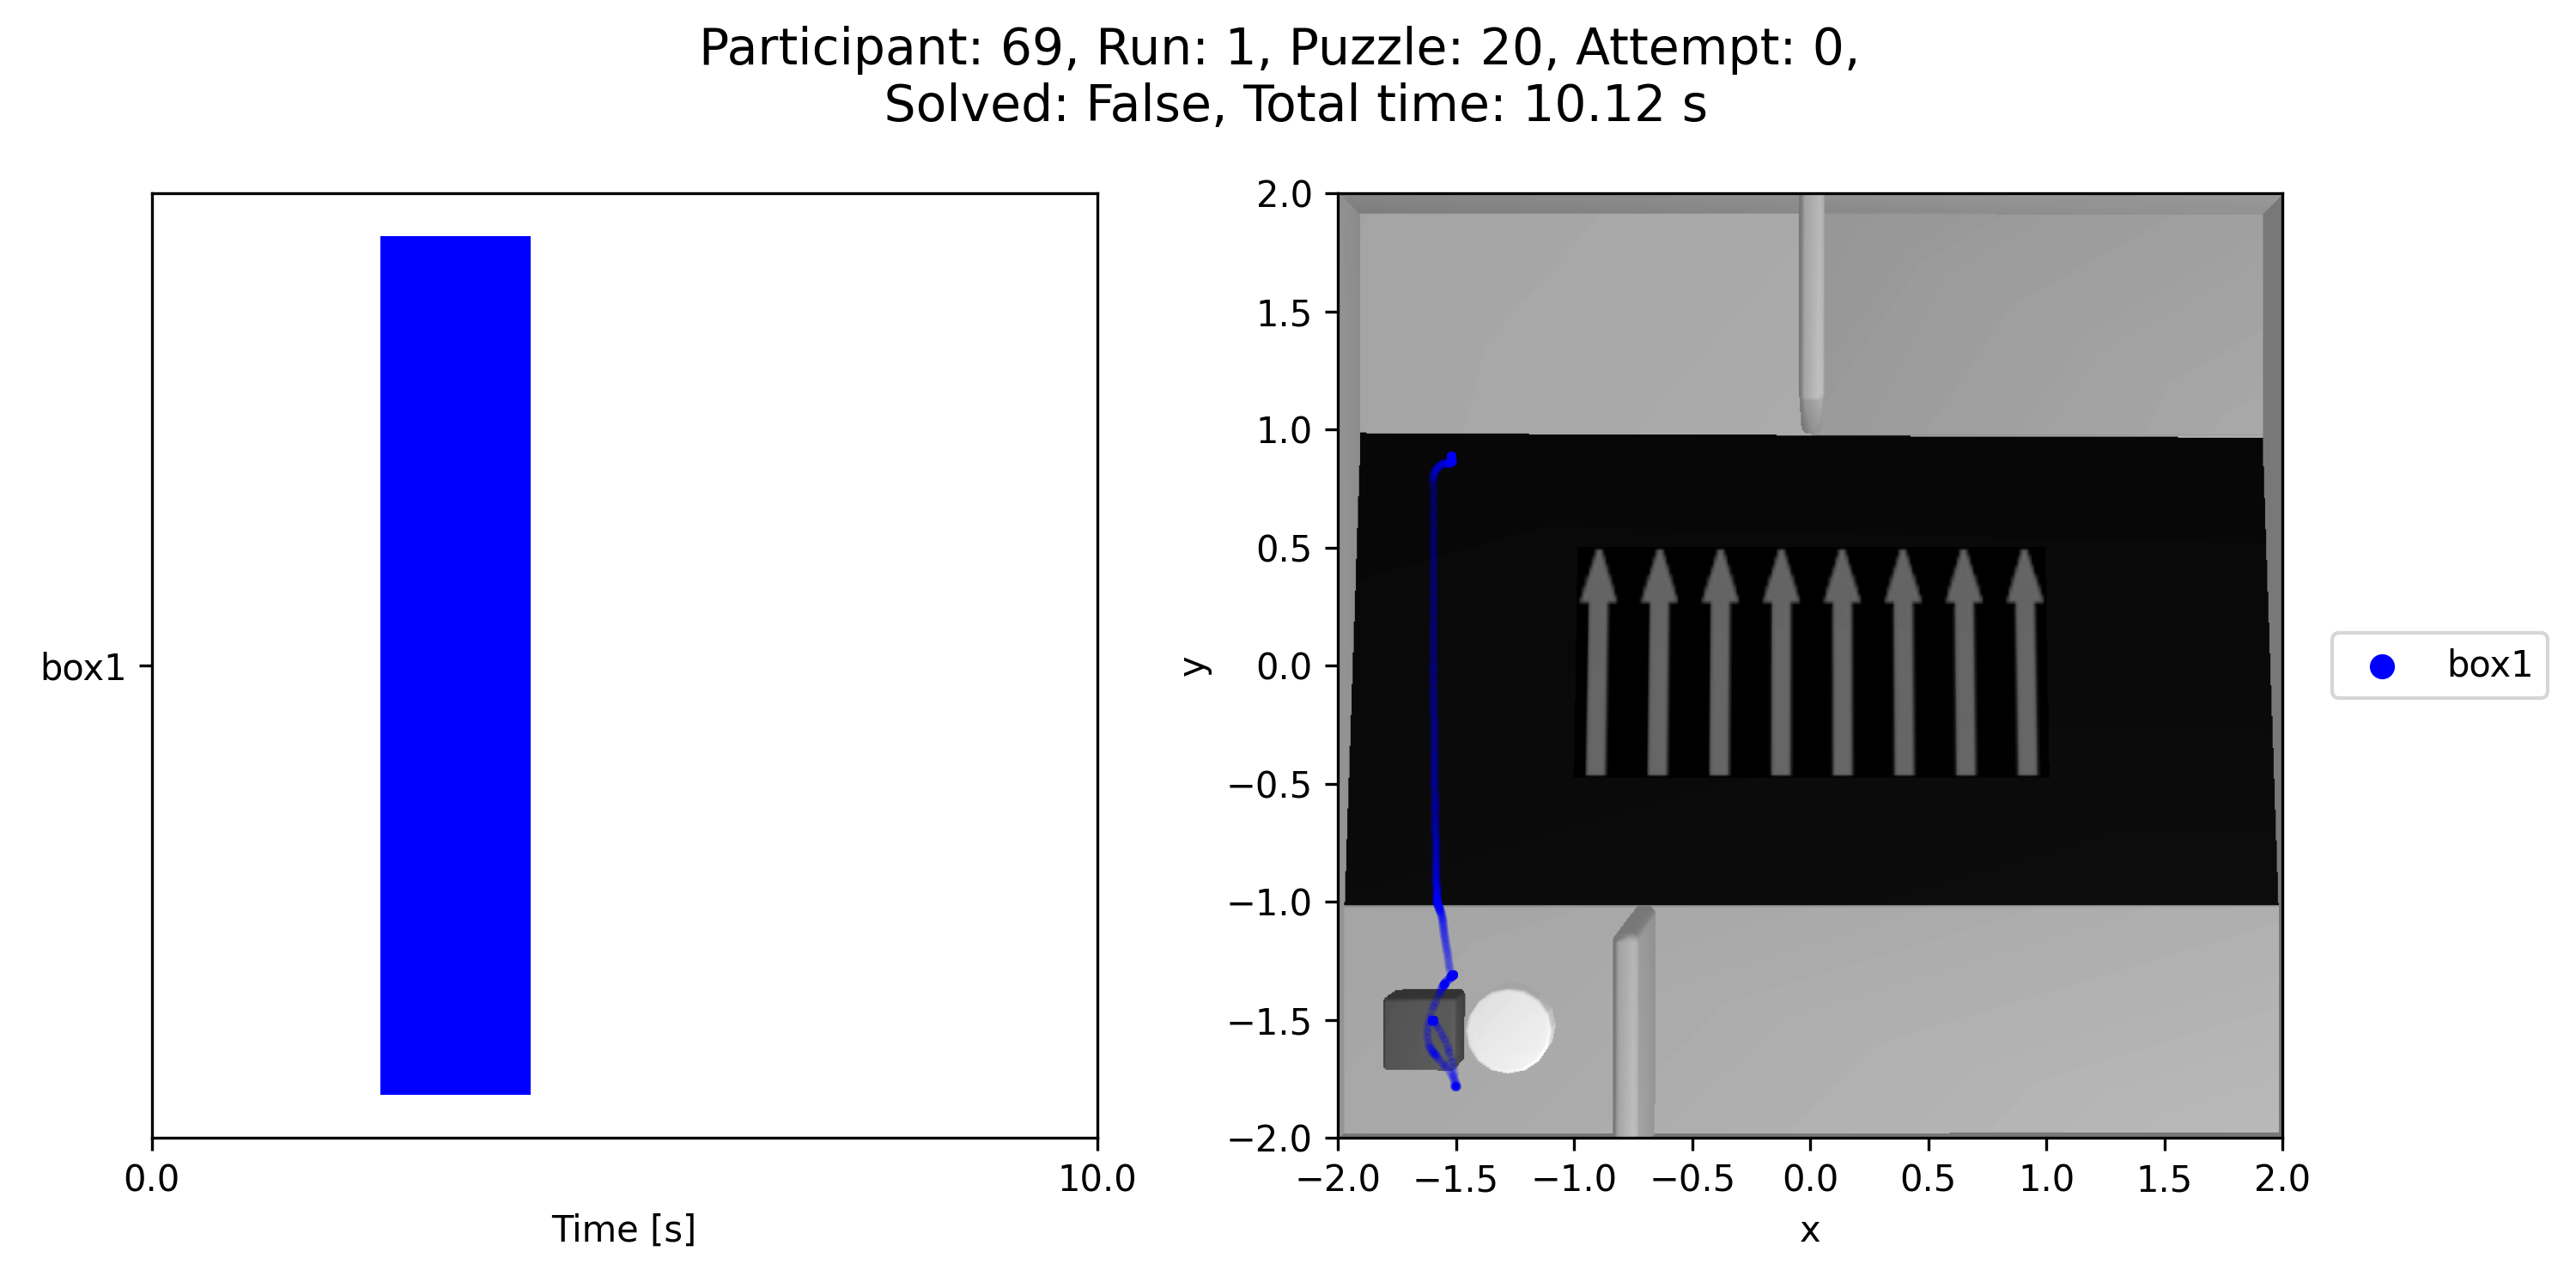 Participant: 69, Run: 1, Puzzle: 20, Attempt: 0,
Solved: False, Total time: 10.12 s
box1
0.0 10.0
Time [s]
2.0
1.5
1.0
0.5
0.0
−0.5
−1.0
−1.5
−2.0
y
−2.0 −1.5 −1.0 −0.5 0.0 0.5 1.0 1.5 2.0
x
box1